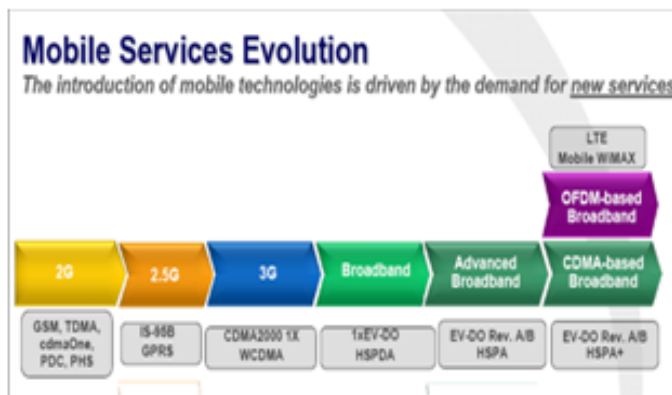 Mobile Services Evolution
The introduction of mobile technologies is driven by the demand for new services
LTE
Mobile WiMAX
OFDM-based
Broadband
2G
2.5G
3G
Broadband
Advanced
Broadband
CDMA-based
Broadband
GSM, TDMA,
cdmaOne,
PDC, PHS
IS-95B
GPRS
CDMA2000 1X
WCDMA
1xEV-DO
HSPDA
EV-DO Rev. A/B
HSPA
EV-DO Rev. A/B
HSPA+